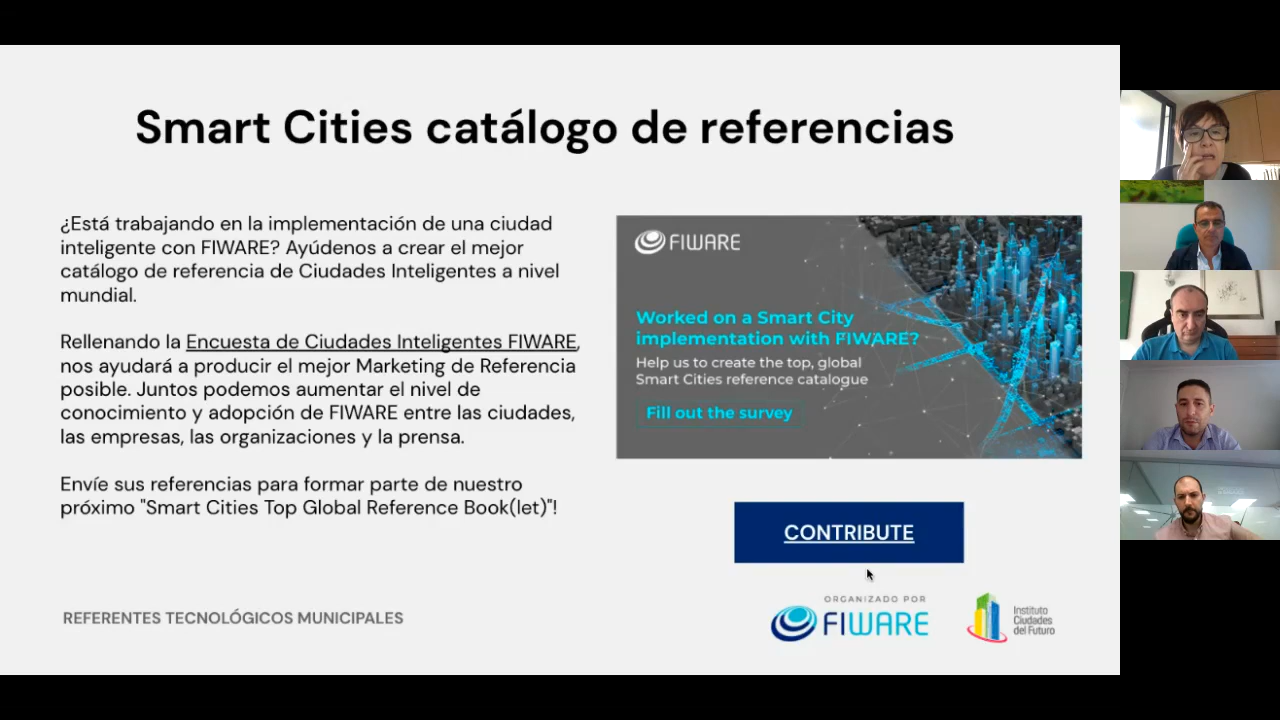 Smart Cities catálogo de referencias
¿Está trabajando en la implementación de una ciudad
inteligente con FIWARE? Ayúdenos a crear el mejor
catálogo de referencia de Ciudades Inteligentes a nivel
mundial.
Rellenando la Encuesta de Ciudades Inteligentes FIWARE,
nos ayudará a producir el mejor Marketing de Referencia
posible. Juntos podemos aumentar el nivel de
conocimiento y adopción de FIWARE entre las ciudades,
las empresas, las organizaciones y la prensa.
Envíe sus referencias para formar parte de nuestro
próximo "Smart Cities Top Global Reference Book(let)"!
FIWARE
Worked on a Smart City
implementation with FIWARE?
Help us to create the top, global
Smart Cities reference catalogue
Fill out the survey
CONTRIBUTE
REFERENTES TECNOLÓGICOS MUNICIPALES
ORGANIZADO POR
FIWARE
Instituto
Ciudades
del Futuro